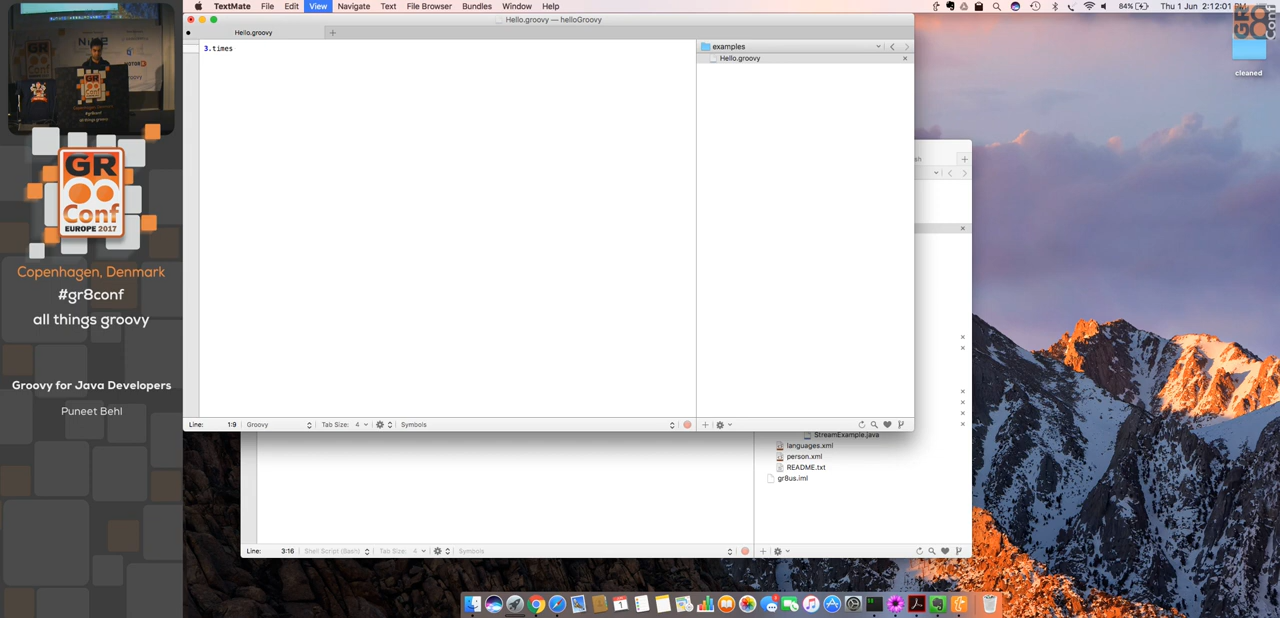 TextMate File Edit View Navigate Text File Browser Bundles Window Help
84% Thu 1 Jun 2:12:01 PM
Hello.groovy — helloGroovy
Hello.groovy
3.times
examples
Hello.groovy
Line: 1:9 Groovy Tab Size: 4 Symbols
StreamExample.java
languages.xml
person.xml
README.txt
gr8us.iml
Line: 3:16 Shell Script (Bash) Tab Size: 4 Symbols
cleaned
GR
Conf
EUROPE 2017
Copenhagen, Denmark
#gr8conf
all things groovy
Groovy for Java Developers
Puneet Behl